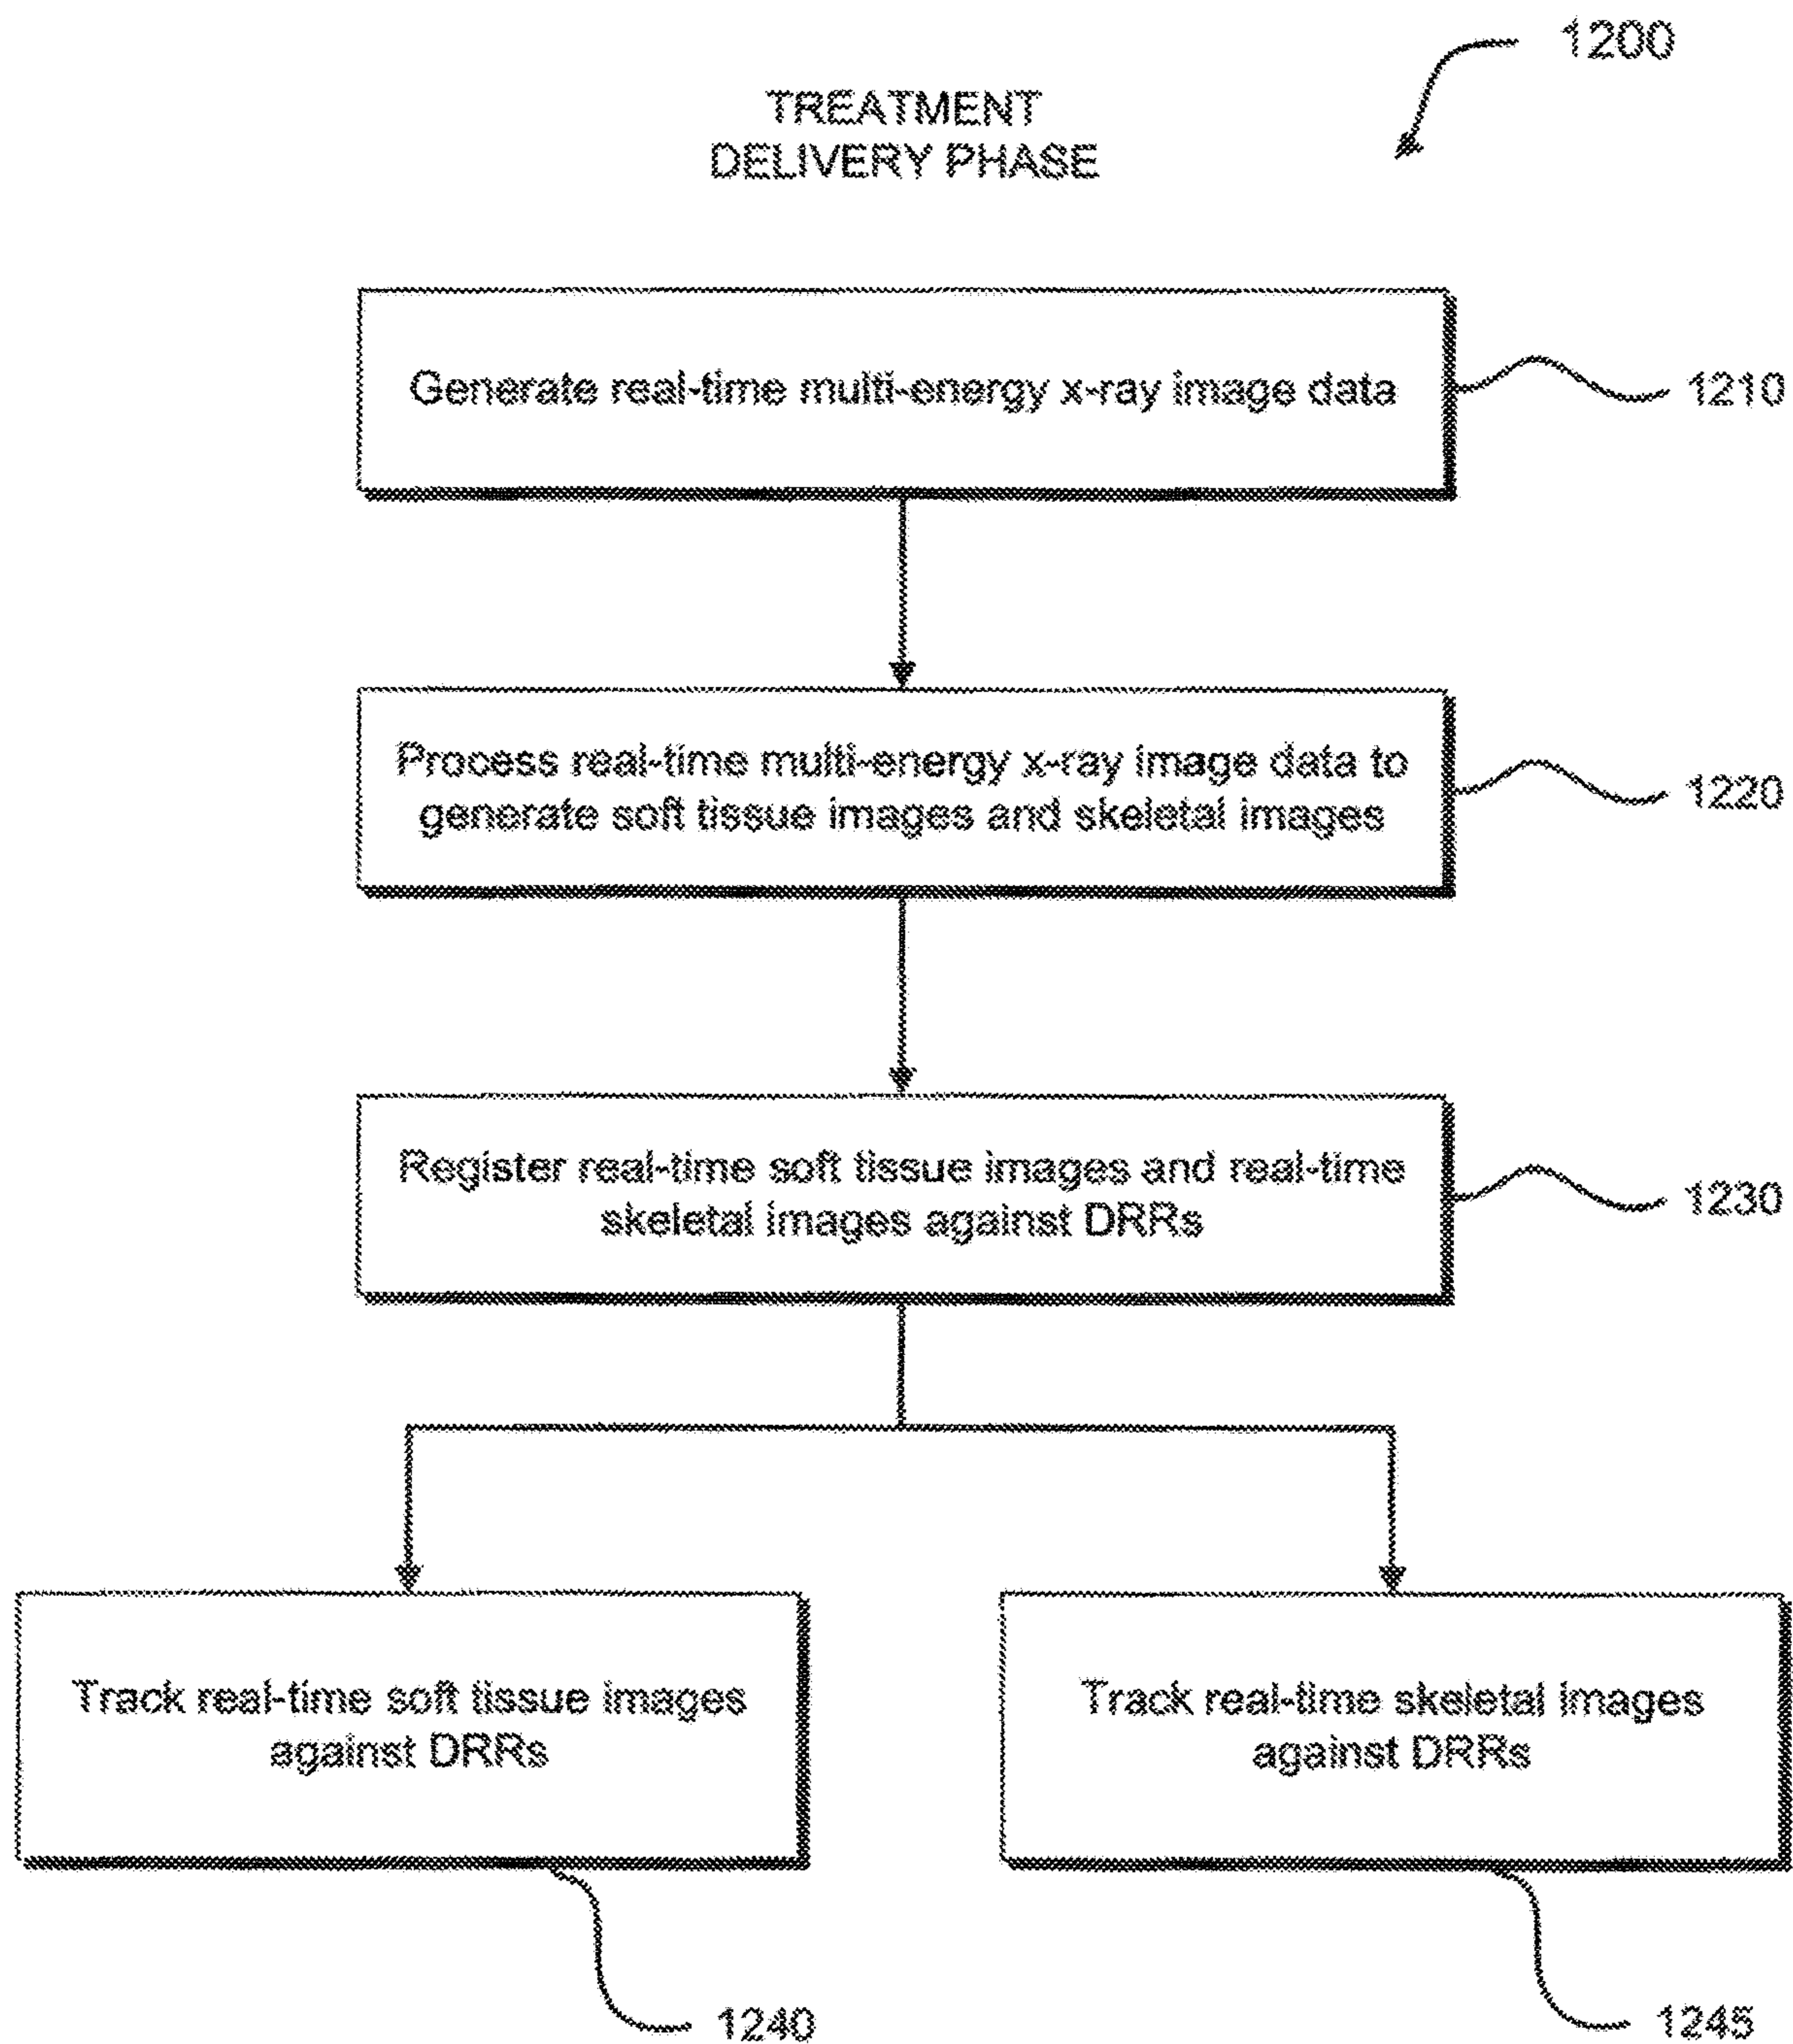 1200
TREATMENT
DELIVERY PHASE
Generate real-time multi-energy x-ray image data
1210
Process real-time multi-energy x-ray image data to
generate soft tissue images and skeletal images
1220
Register real-time soft tissue images and real-time
skeletal images against DRRs
1230
Track real-time soft tissue images
against DRRs
Track real-time skeletal images
against DRRs
1240
1245